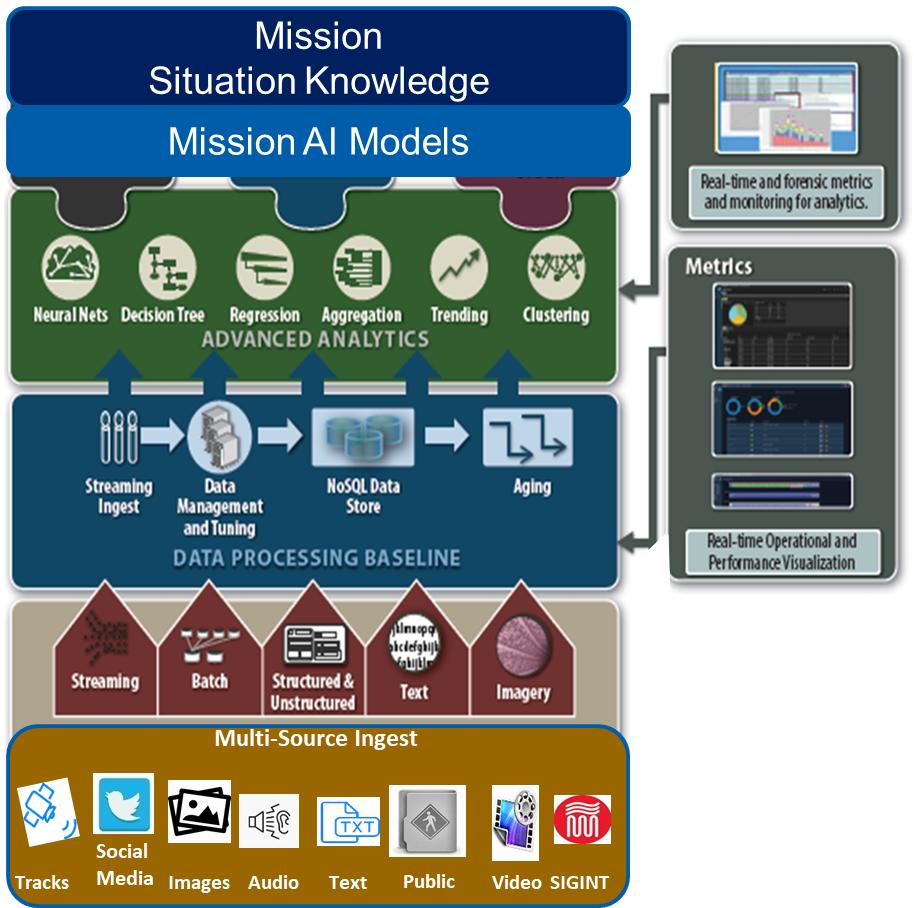 Mission
Situation Knowledge
Mission AI Models
Real-time and forensic metrics
and monitoring for analytics.
Neural Nets
Decision Tree
Regression
Aggregation
Trending
Clustering
ADVANCED ANALYTICS
Metrics
Streaming
Ingest
Data
Management
and Tuning
NoSQL Data
Store
Aging
DATA PROCESSING BASELINE
Real-time Operational and
Performance Visualization
jklmnopqr
bcdefghijk
fghijklm
Streaming
Batch
Structured &
Unstructured
Text
Imagery
Multi-Source Ingest
TXT
Tracks
Social
Media
Images
Audio
Text
Public
Video
SIGINT